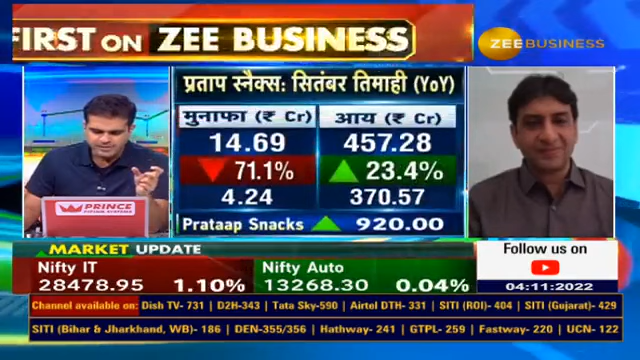 FIRST ON ZEE BUSINESS
ZEE BUSINESS
प्रताप स्नैक्स: सितंबर तिमाही (YoY)
मुनाफा (₹ Cr) आय (₹ Cr)
14.69 457.28
71.1% 23.4%
4.24 370.57
Prataap Snacks 920.00
PRINCE
PIPING SYSTEMS
MARKET UPDATE
Nifty IT Nifty Auto
28478.95 1.10% 13268.30 0.04%
Follow us on
04:11:2022
Channel available on: Dish TV- 731 | D2H-343 | Tata Sky-590 | Airtel DTH- 331 | SITI (ROI)- 404 | SITI (Gujarat)- 429
SITI (Bihar & Jharkhand, WB)- 186 | DEN-355/356 | Hathway- 241 | GTPL- 259 | Fastway- 220 | UCN- 122